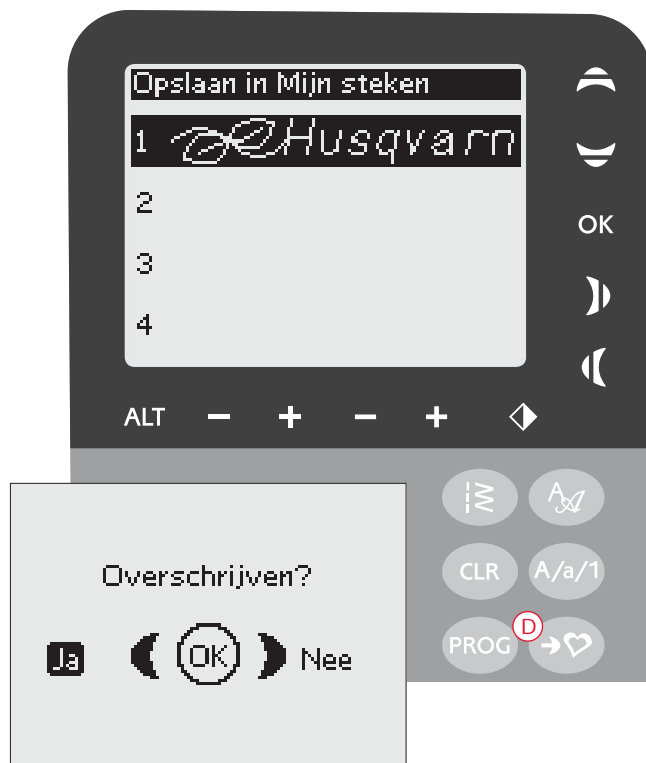 Opslaan in Mijn steken
1 Husqvarn
2
OK
3
4
ALT - + - +
A
Overschrijven?
CLR A/a/1
D
Ja OK Nee
PROG